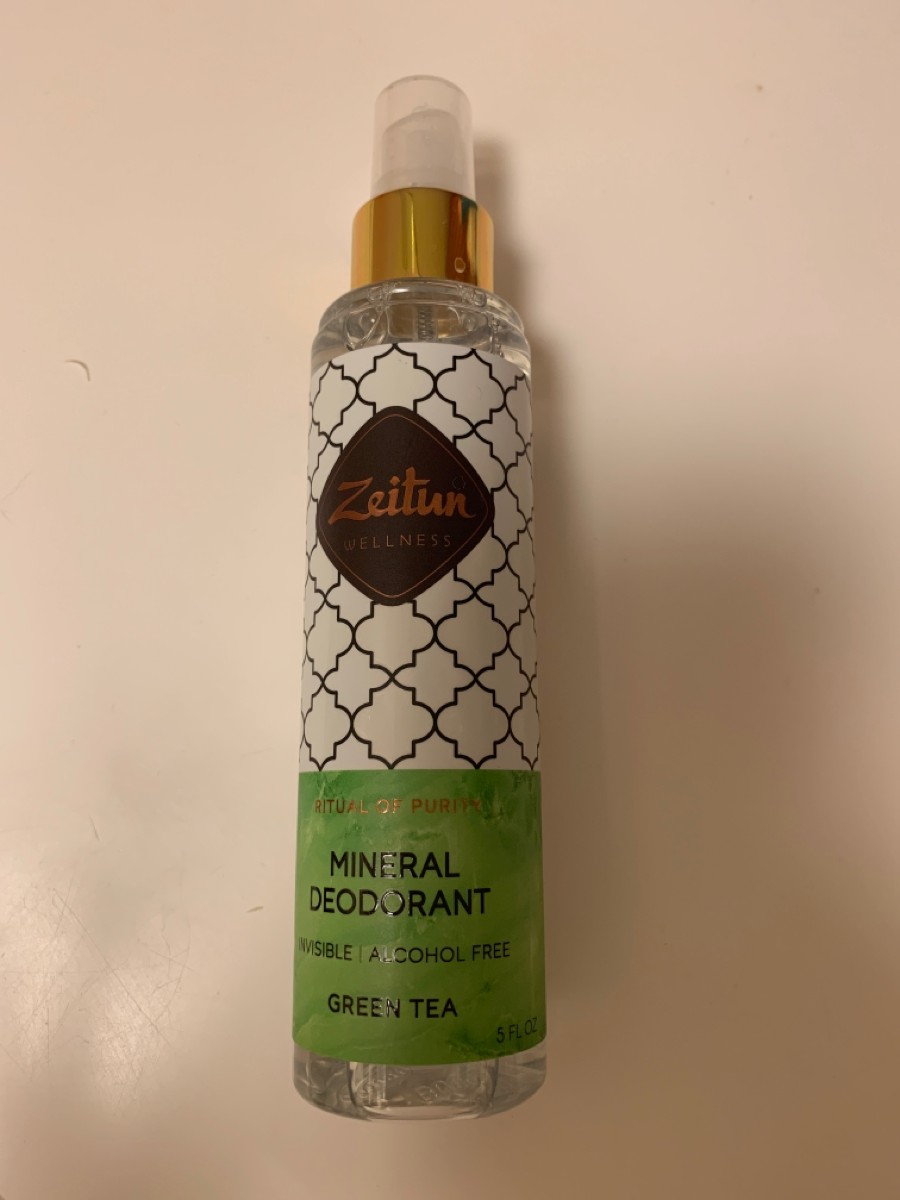 Zeitun
WELLNESS
RITUAL OF PURITY
MINERAL
DEODORANT
INVISIBLE | ALCOHOL FREE
GREEN TEA
5 FL OZ